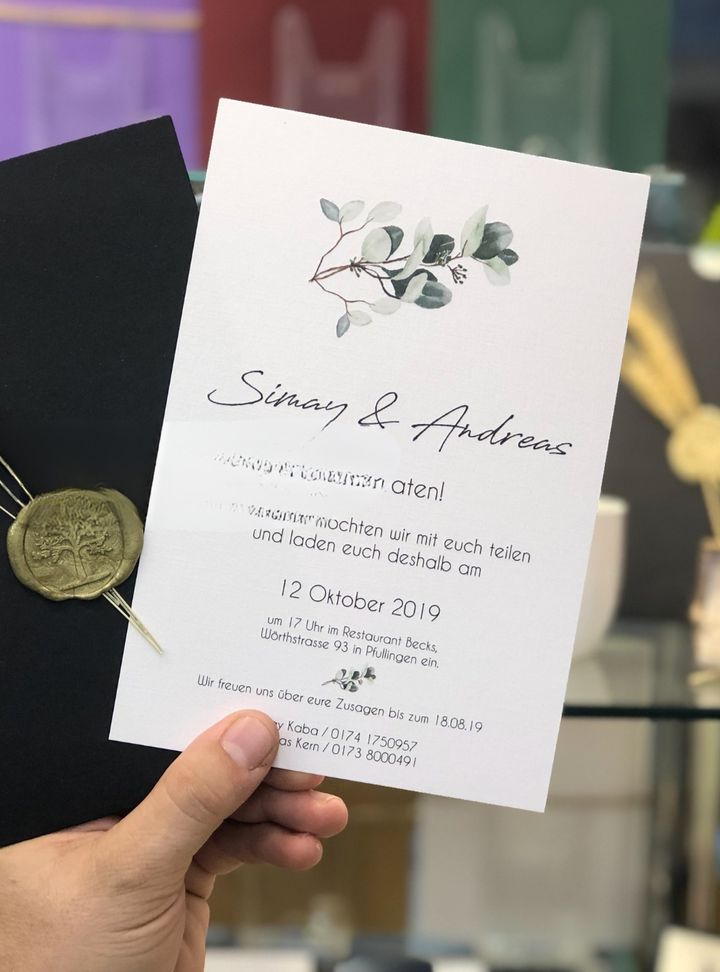 Simay & Andreas
aten!
möchten wir mit euch teilen
und laden euch deshalb am
12 Oktober 2019
um 17 Uhr im Restaurant Becks,
Wörthstrasse 93 in Pfullingen ein.
Wir freuen uns über eure Zusagen bis zum 18.08.19
Kaba / 0174 1750957
Kern / 0173 8000491